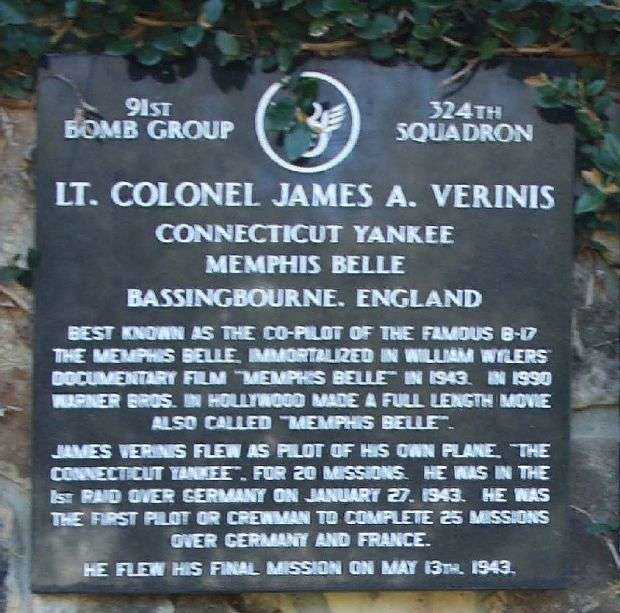 91ST
BOMB GROUP
324TH
SQUADRON
LT. COLONEL JAMES A. VERINIS
CONNECTICUT YANKEE
MEMPHIS BELLE
BASSINGBOURNE. ENGLAND
BEST KNOWN AS THE CO-PILOT OF THE FAMOUS B-17
THE MEMPHIS BELLE. IMMORTALIZED IN WILLIAM WYLERS'
DOCUMENTARY FILM "MEMPHIS BELLE" IN 1943. IN 1990
WARNER BROS. IN HOLLYWOOD MADE A FULL LENGTH MOVIE
ALSO CALLED "MEMPHIS BELLE".
JAMES VERINIS FLEW AS PILOT OF HIS OWN PLANE, "THE
CONNECTICUT YANKEE", FOR 20 MISSIONS. HE WAS IN THE
1ST RAID OVER GERMANY ON JANUARY 27, 1943. HE WAS
THE FIRST PILOT OR CREWMAN TO COMPLETE 25 MISSIONS
OVER GERMANY AND FRANCE.
HE FLEW HIS FINAL MISSION ON MAY 13TH, 1943.